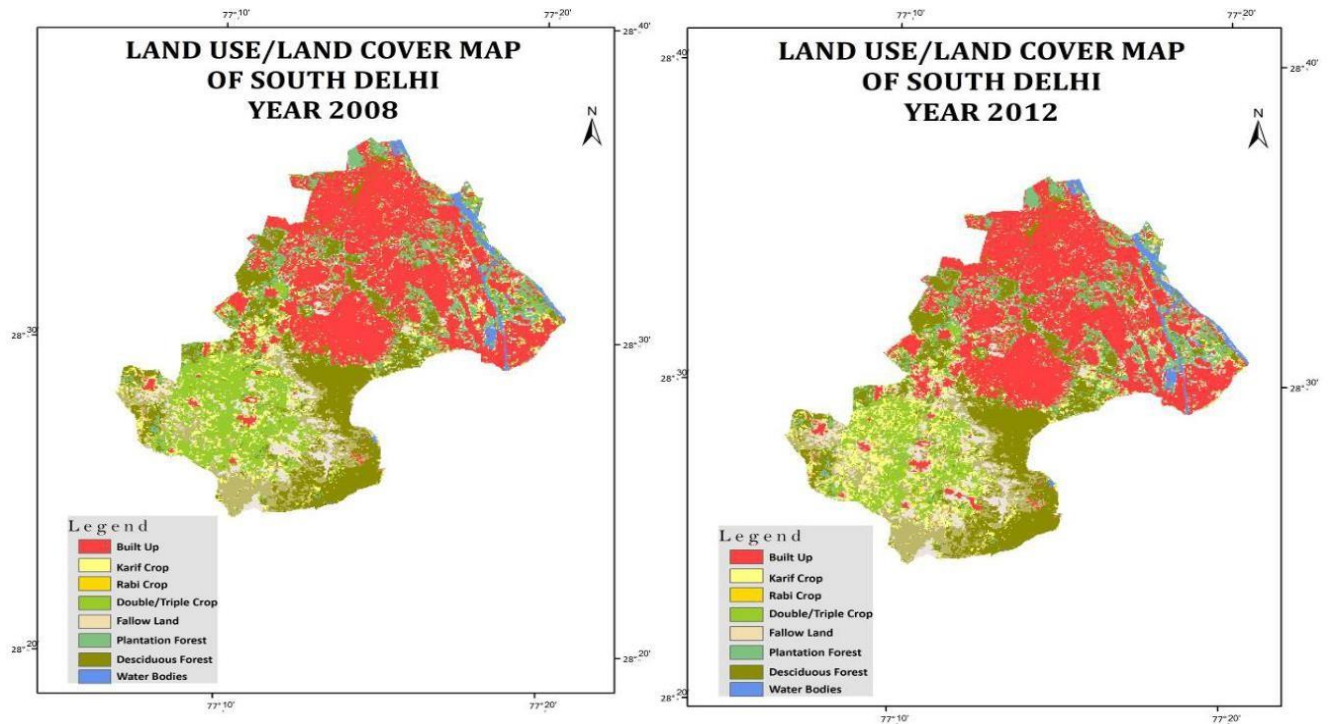 77°.10'
77°.20'
28°.40'
LAND USE/LAND COVER MAP
OF SOUTH DELHI
YEAR 2008
N
28°.30'
28°.30'
Legend
Built Up
Karif Crop
Rabi Crop
Double/Triple Crop
Fallow Land
Plantation Forest
Desciduous Forest
Water Bodies
28°.20'
28°.20'
77°.10'
77°.20'
77°.10'
77°.20'
28°.40'
28°.40'
LAND USE/LAND COVER MAP
OF SOUTH DELHI
YEAR 2012
N
28°.30'
28°.30'
Legend
Built Up
Karif Crop
Rabi Crop
Double/Triple Crop
Fallow Land
Plantation Forest
Desciduous Forest
Water Bodies
28°.20'
77°.10'
77°.20'